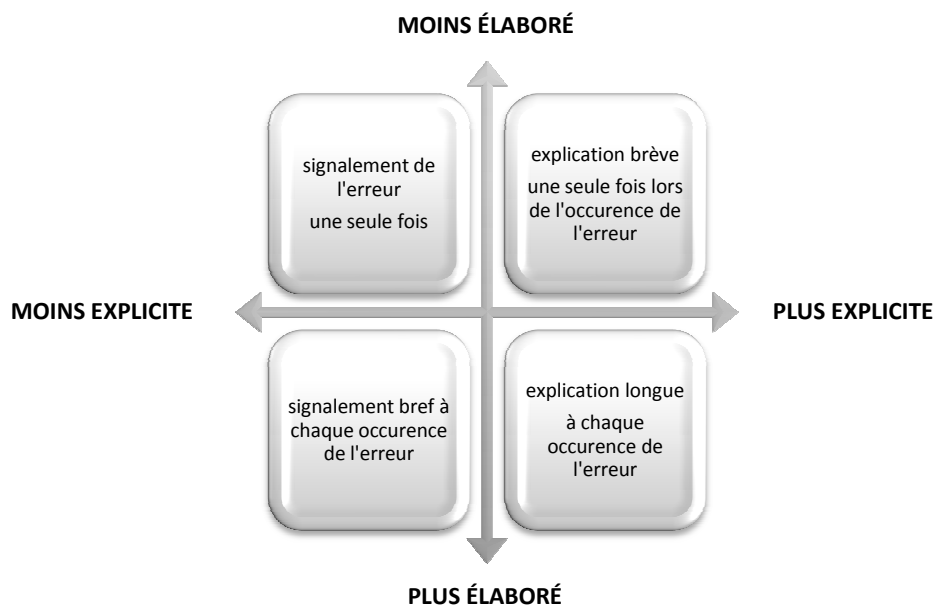 MOINS ÉLABORÉ
signalement de
l'erreur
une seule fois
explication brève
une seule fois lors
de l'occurence de
l'erreur
MOINS EXPLICITE
PLUS EXPLICITE
signalement bref à
chaque occurence
de l'erreur
explication longue
à chaque
occurence de
l'erreur
PLUS ÉLABORÉ